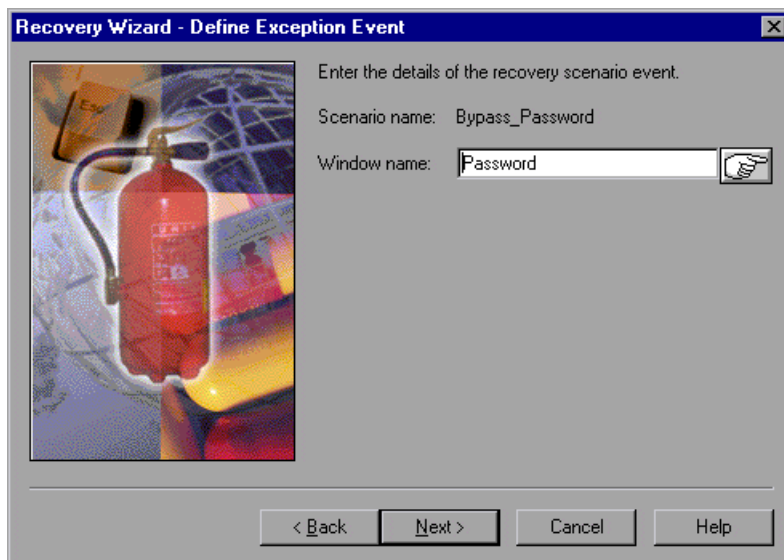 Recovery Wizard - Define Exception Event
Enter the details of the recovery scenario event.
Scenario name: Bypass_Password
Window name: Password
Esc
< Back Next > Cancel Help